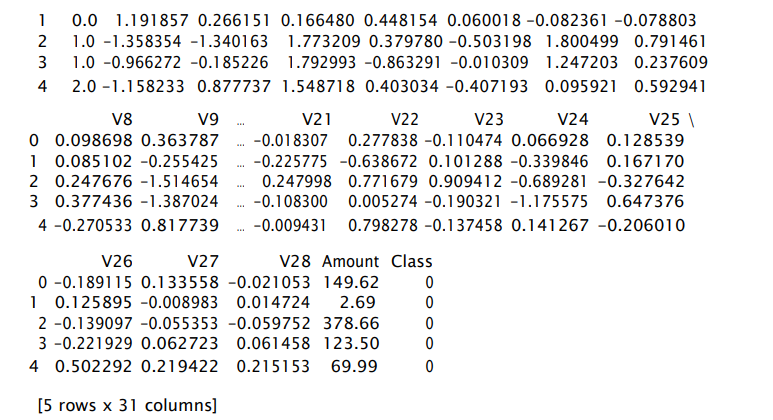 1 0.0 1.191857 0.266151 0.166480 0.448154 0.060018 -0.082361 -0.078803
2 1.0 -1.358354 -1.340163 1.773209 0.379780 -0.503198 1.800499 0.791461
3 1.0 -0.966272 -0.185226 1.792993 -0.863291 -0.010309 1.247203 0.237609
4 2.0 -1.158233 0.877737 1.548718 0.403034 -0.407193 0.095921 0.592941
V8 V9 ... V21 V22 V23 V24 V25 \
0 0.098698 0.363787 ... -0.018307 0.277838 -0.110474 0.066928 0.128539
1 0.085102 -0.255425 ... -0.225775 -0.638672 0.101288 -0.339846 0.167170
2 0.247676 -1.514654 ... 0.247998 0.771679 0.909412 -0.689281 -0.327642
3 0.377436 -1.387024 ... -0.108300 0.005274 -0.190321 -1.175575 0.647376
4 -0.270533 0.817739 ... -0.009431 0.798278 -0.137458 0.141267 -0.206010
V26 V27 V28 Amount Class
0 -0.189115 0.133558 -0.021053 149.62 0
1 0.125895 -0.008983 0.014724 2.69 0
2 -0.139097 -0.055353 -0.059752 378.66 0
3 -0.221929 0.062723 0.061458 123.50 0
4 0.502292 0.219422 0.215153 69.99 0
[5 rows x 31 columns]